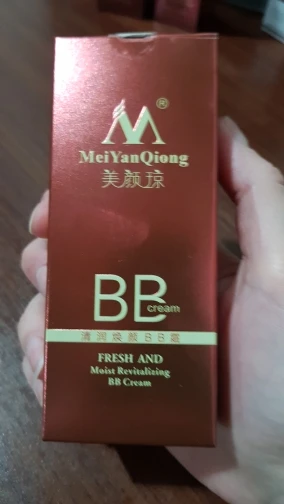 ®
MeiYanQiong
美颜琼
BB
cream
清润焕颜BB霜
FRESH AND
Moist Revitalizing
BB Cream